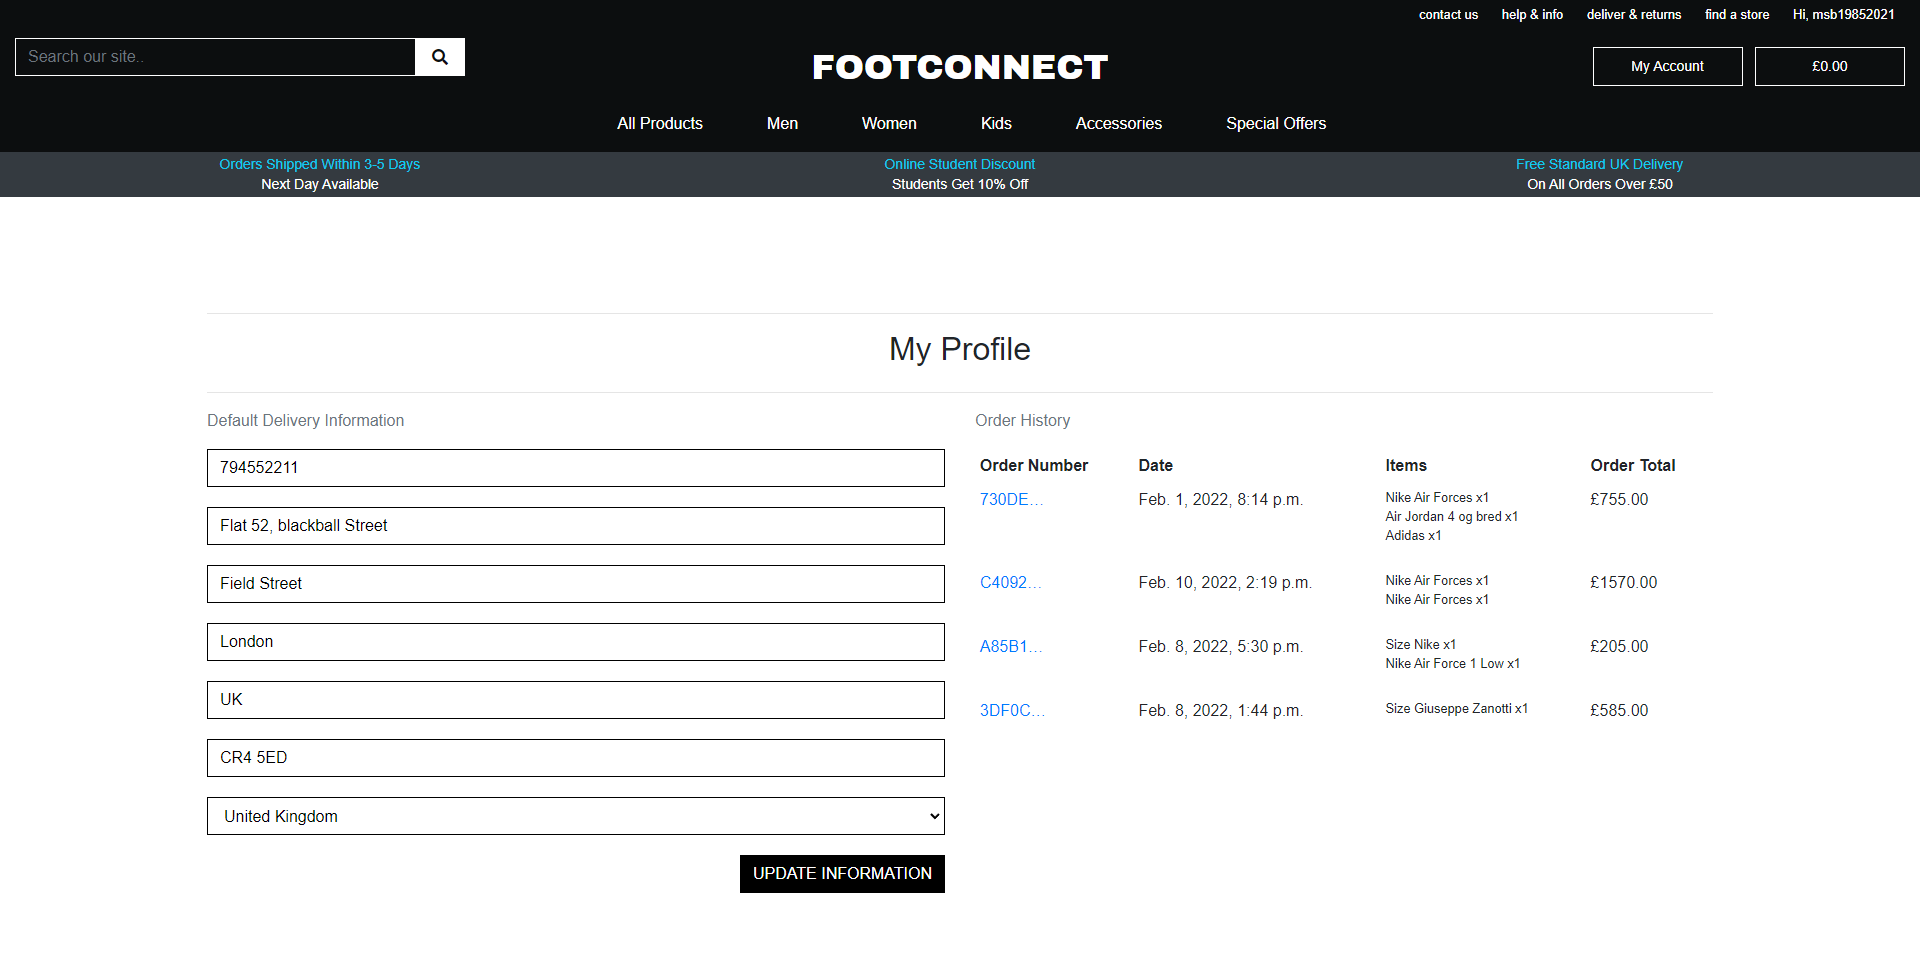 contact us help & info deliver & returns find a store Hi, msb19852021
Search our site..
FOOTCONNECT
My Account £0.00
All Products Men Women Kids Accessories Special Offers
Orders Shipped Within 3-5 Days
Next Day Available
Online Student Discount
Students Get 10% Off
Free Standard UK Delivery
On All Orders Over £50
My Profile
Default Delivery Information
794552211
Flat 52, blackball Street
Field Street
London
UK
CR4 5ED
United Kingdom
UPDATE INFORMATION
Order History
Order Number Date Items Order Total
730DE... Feb. 1, 2022, 8:14 p.m. Nike Air Forces x1 £755.00
Air Jordan 4 og bred x1
Adidas x1
C4092... Feb. 10, 2022, 2:19 p.m. Nike Air Forces x1 £1570.00
Nike Air Forces x1
A85B1... Feb. 8, 2022, 5:30 p.m. Size Nike x1 £205.00
Nike Air Force 1 Low x1
3DF0C... Feb. 8, 2022, 1:44 p.m. Size Giuseppe Zanotti x1 £585.00